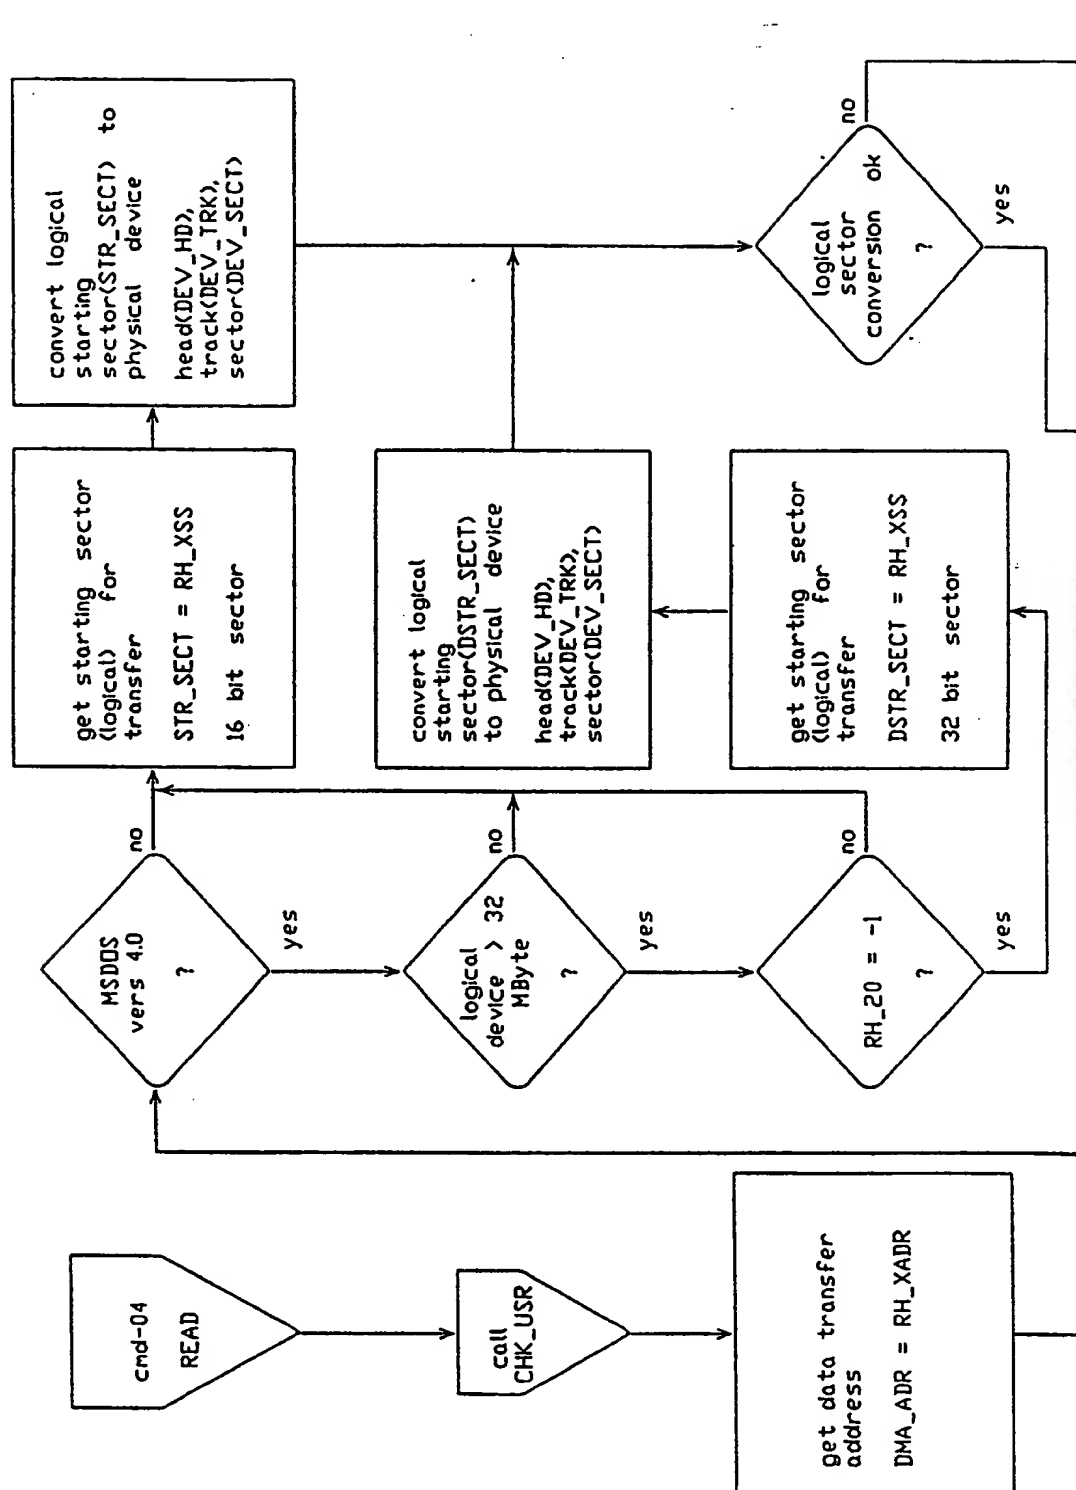 cmd-04
READ
call
CHK_USR
get data transfer
address
DMA_ADR = RH_XADR
MSDOS
vers 4.0
?
no
yes
logical
device > 32
MByte
?
no
yes
RH_20 = -1
?
no
yes
get starting sector
(logical) for
transfer
STR_SECT = RH_XSS
16 bit sector
convert logical
starting
sector(DSTR_SECT)
to physical device
head(DEV_HD),
track(DEV_TRK),
sector(DEV_SECT)
get starting sector
(logical) for
transfer
DSTR_SECT = RH_XSS
32 bit sector
convert logical
starting
sector(STR_SECT) to
physical device
head(DEV_HD),
track(DEV_TRK),
sector(DEV_SECT)
logical
sector
conversion ok
?
no
yes